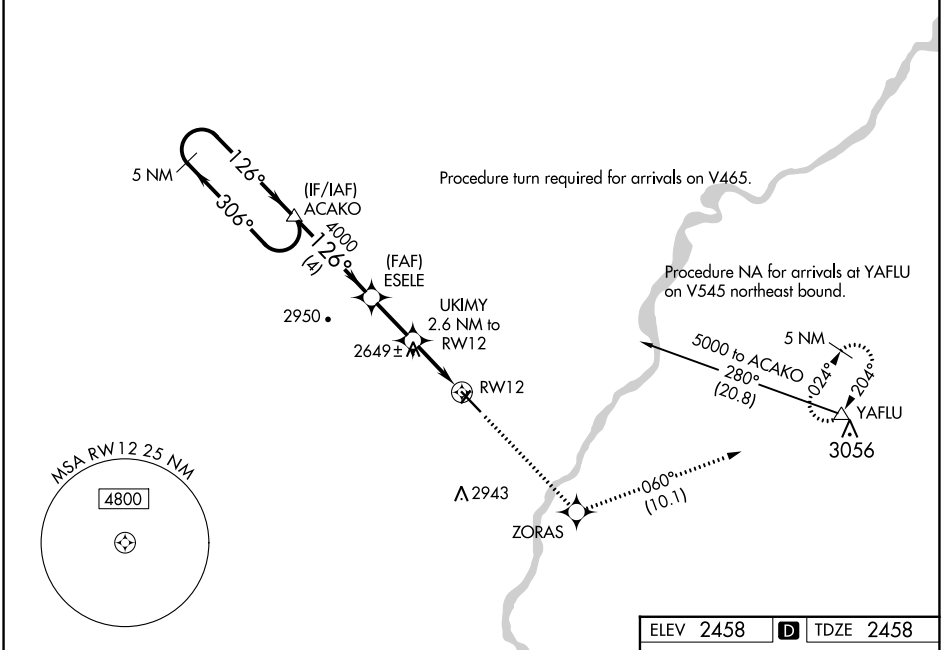 5 NM
126°
306°
(IF/IAF)
ACAKO
4000
126°
(4)
Procedure turn required for arrivals on V465.
(FAF)
ESELE
2950
UKIMY
2.6 NM to
RW12
2649±
RW12
Procedure NA for arrivals at YAFLU
on V545 northeast bound.
5 NM
5000 to ACAKO
280°
(20.8)
024°
204°
YAFLU
3056
MSA RW12 25 NM
4800
2943
060°
(10.1)
ZORAS
ELEV 2458 D TDZE 2458